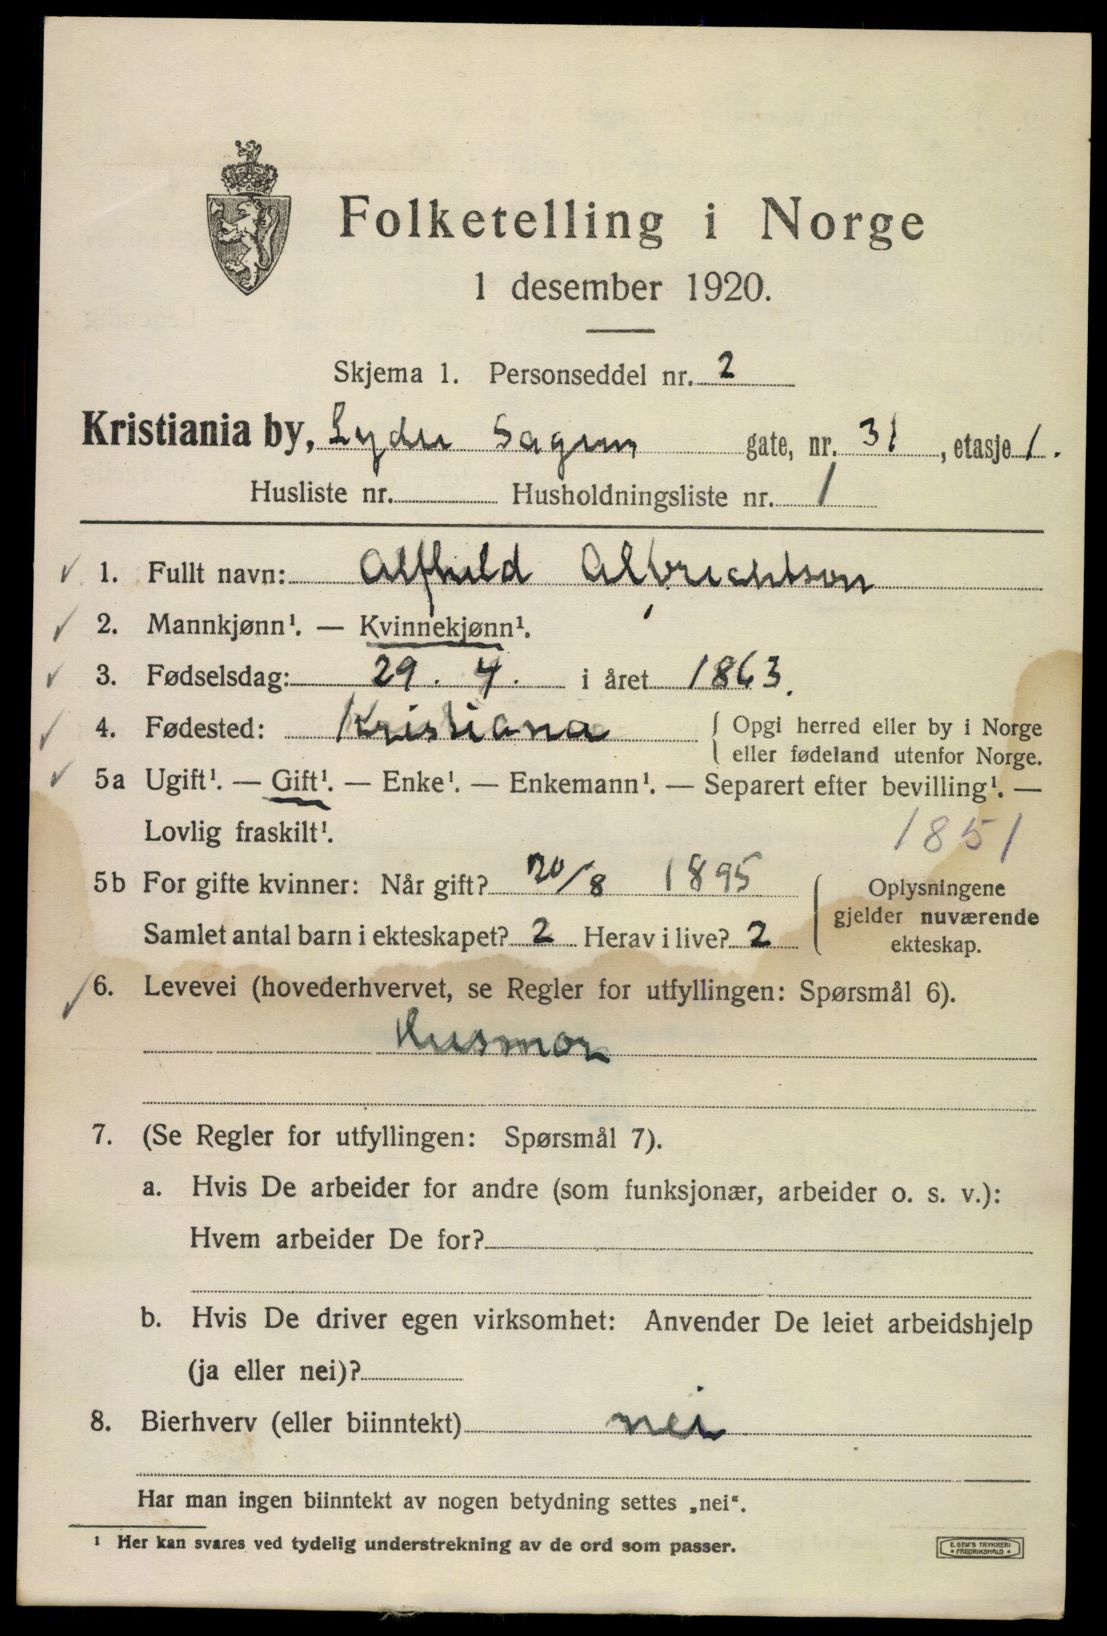 Folketelling i Norge
1 desember 1920.
Skjema 1. Personseddel nr. 2
Kristiania by, Lyder Sagens gate, nr. 31, etasje 1.
Husliste nr. Husholdningsliste nr. 1
1. Fullt navn: Alfhild Albrichtson
2. Mannkjønn¹. — Kvinnekjønn¹.
3. Fødselsdag: 29. 4. i året 1863.
4. Fødested: Kristiana { Opgi herred eller by i Norge
eller fødeland utenfor Norge.
5a Ugift¹. — Gift¹. — Enke¹. — Enkemann¹. — Separert efter bevilling¹. —
Lovlig fraskilt¹. 1851
5b For gifte kvinner: Når gift? 20/8 1895 { Oplysningene
gjelder nuværende
Samlet antal barn i ekteskapet? 2 Herav i live? 2 ekteskap.
6. Levevei (hovederhvervet, se Regler for utfyllingen: Spørsmål 6).
Husmor
7. (Se Regler for utfyllingen: Spørsmål 7).
a. Hvis De arbeider for andre (som funksjonær, arbeider o. s. v.):
Hvem arbeider De for?
b. Hvis De driver egen virksomhet: Anvender De leiet arbeidshjelp
(ja eller nei)?
8. Bierhverv (eller biinntekt) nei
Har man ingen biinntekt av nogen betydning settes „nei“.
¹ Her kan svares ved tydelig understrekning av de ord som passer.
E. SEM'S TRYKKERI
• FREDRIKSHALD •